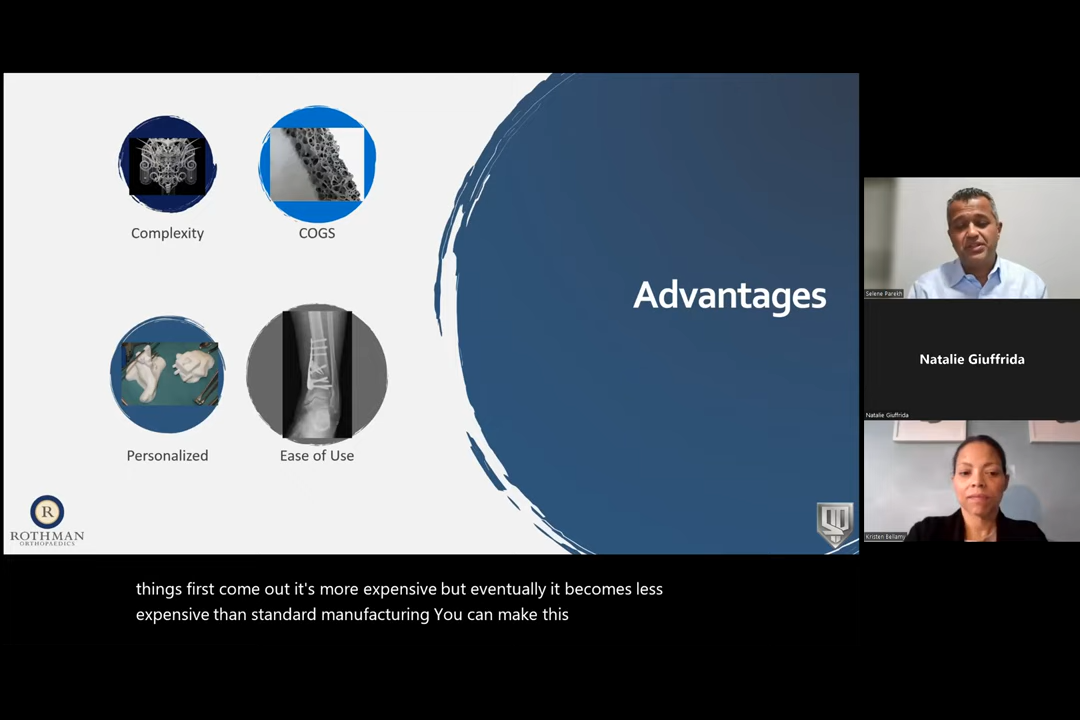 Complexity
COGS
Advantages
Personalized
Ease of Use
R
ROTHMAN
ORTHOPAEDICS
Selene Parekh
Natalie Giuffrida
Natalie Giuffrida
Kristen Bellamy
things first come out it's more expensive but eventually it becomes less
expensive than standard manufacturing You can make this